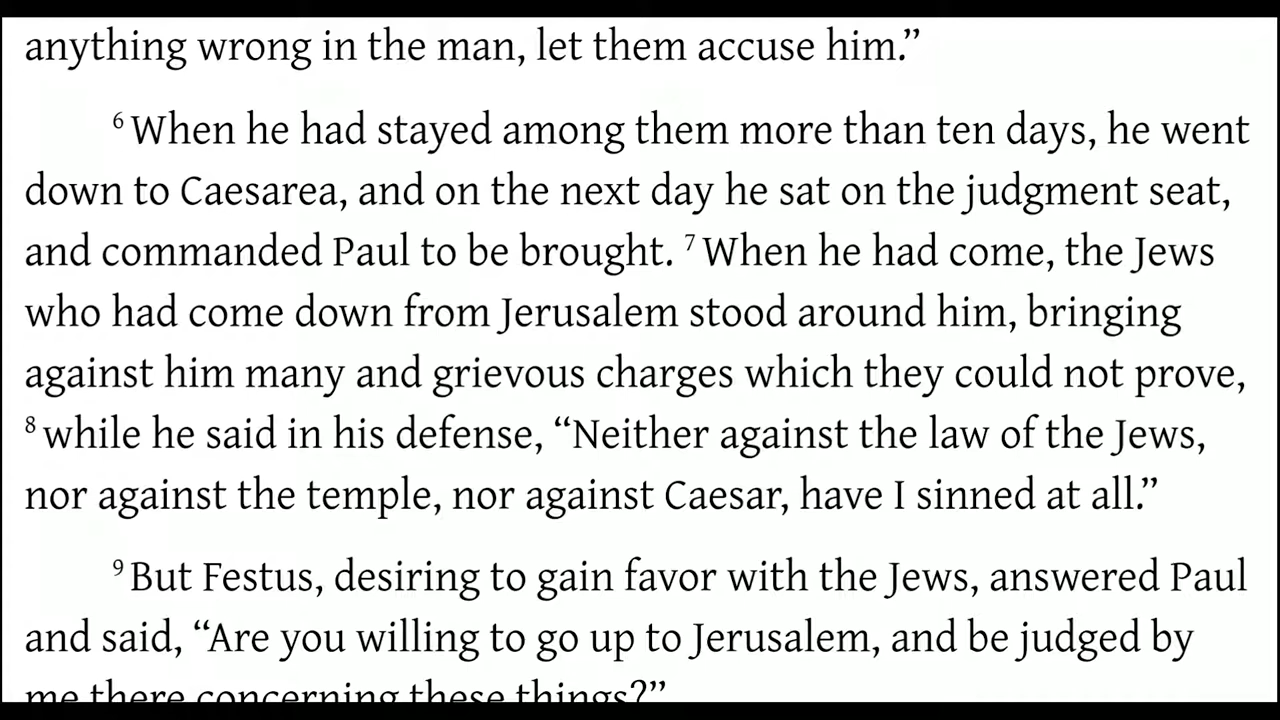 anything wrong in the man, let them accuse him.”
6 When he had stayed among them more than ten days, he went
down to Caesarea, and on the next day he sat on the judgment seat,
and commanded Paul to be brought. 7 When he had come, the Jews
who had come down from Jerusalem stood around him, bringing
against him many and grievous charges which they could not prove,
8 while he said in his defense, “Neither against the law of the Jews,
nor against the temple, nor against Caesar, have I sinned at all.”
9 But Festus, desiring to gain favor with the Jews, answered Paul
and said, “Are you willing to go up to Jerusalem, and be judged by
me there concerning these things?”